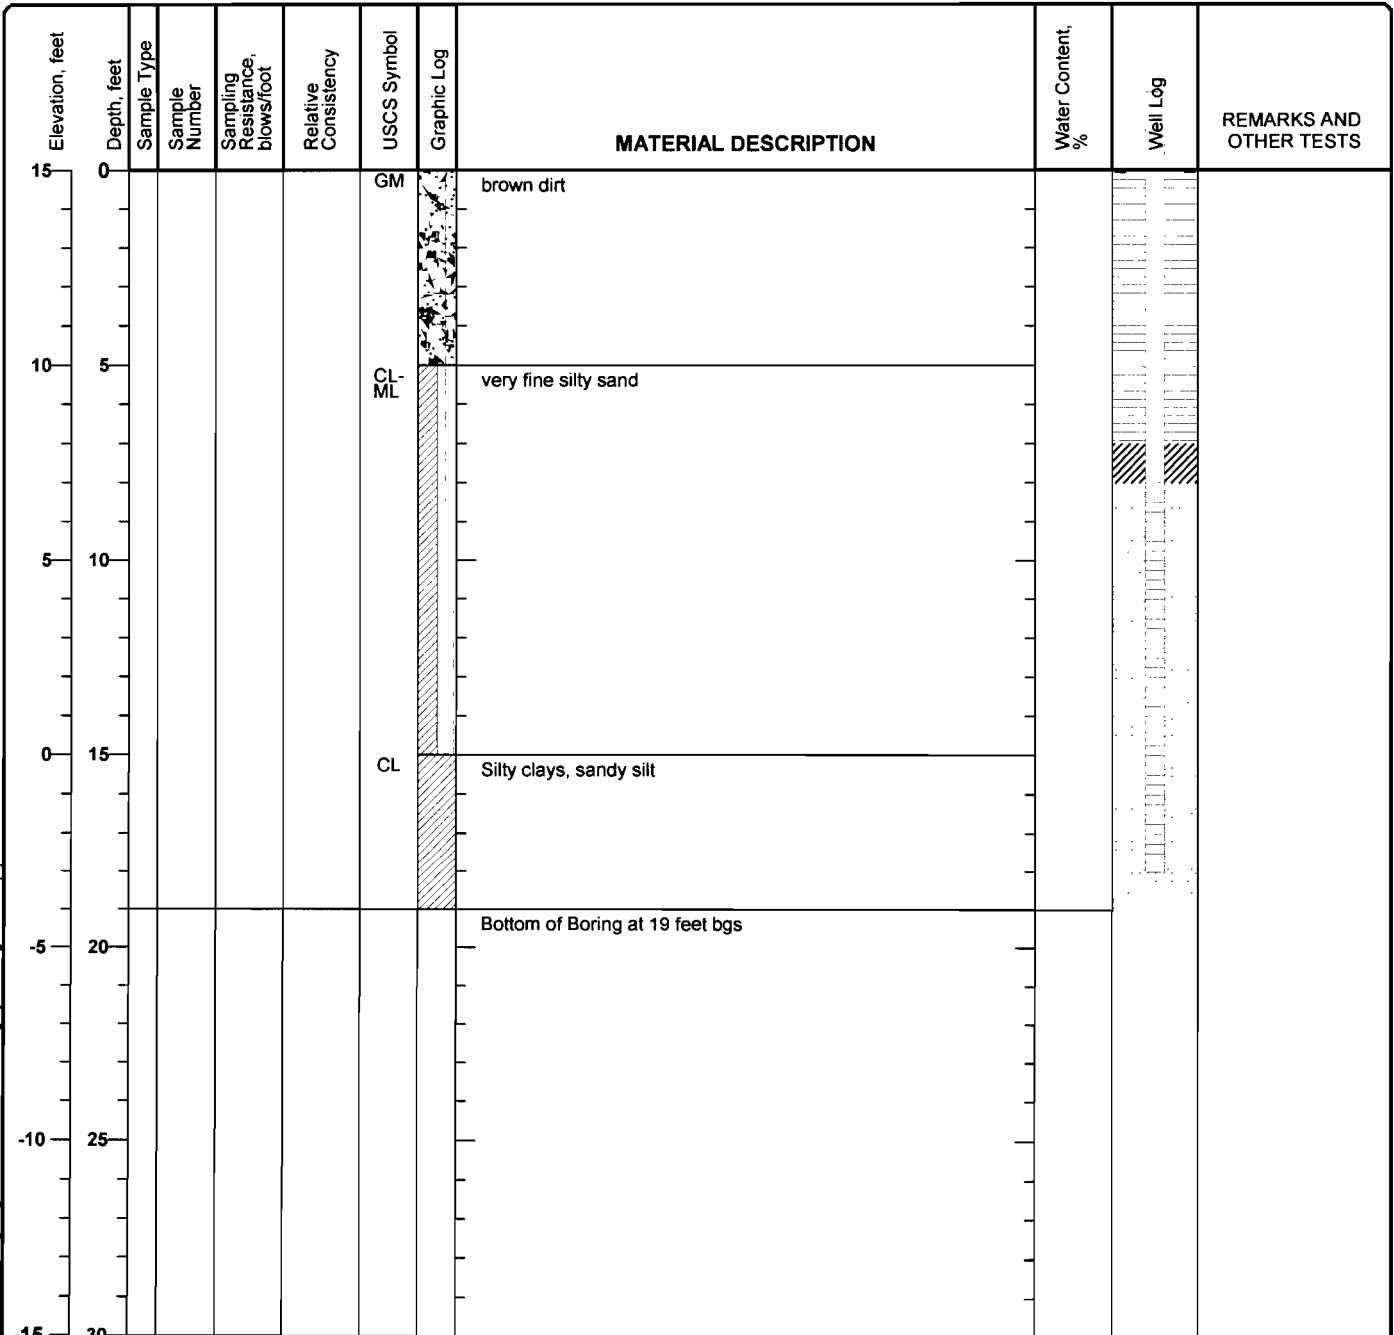 Elevation, feet
Depth, feet
Sample Type
Sample
Number
Sampling
Resistance,
blows/foot
Relative
Consistency
USCS Symbol
Graphic Log
MATERIAL DESCRIPTION
Water Content,
%
Well Log
REMARKS AND
OTHER TESTS
15 0
GM
brown dirt
10 5
CL-
ML
very fine silty sand
5 10
0 15
CL
Silty clays, sandy silt
Bottom of Boring at 19 feet bgs
-5 20
-10 25
-15 30